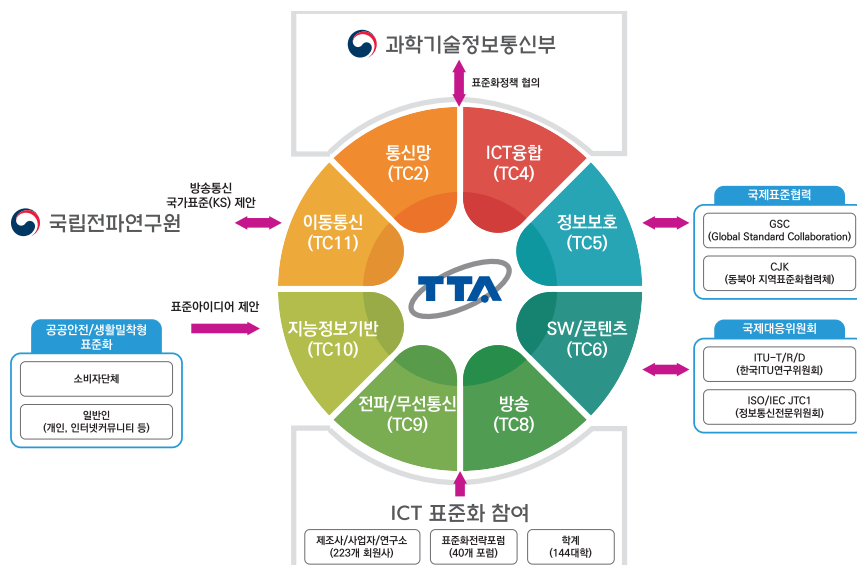 과학기술정보통신부
표준화정책 협의
통신망
(TC2)
ICT융합
(TC4)
방송통신
국가표준(KS) 제안
국립전파연구원
이동통신
(TC11)
정보보호
(TC5)
국제표준협력
GSC
(Global Standard Collaboration)
CJK
(동북아 지역표준화협력체)
TTA
표준아이디어 제안
지능정보기반
(TC10)
SW/콘텐츠
(TC6)
공공안전/생활밀착형
표준화
소비자단체
일반인
(개인, 인터넷커뮤니티 등)
국제대응위원회
ITU-T/R/D
(한국ITU연구위원회)
ISO/IEC JTC1
(정보통신전문위원회)
전파/무선통신
(TC9)
방송
(TC8)
ICT 표준화 참여
제조사/사업자/연구소
(223개 회원사)
표준화전략포럼
(40개 포럼)
학계
(144대학)